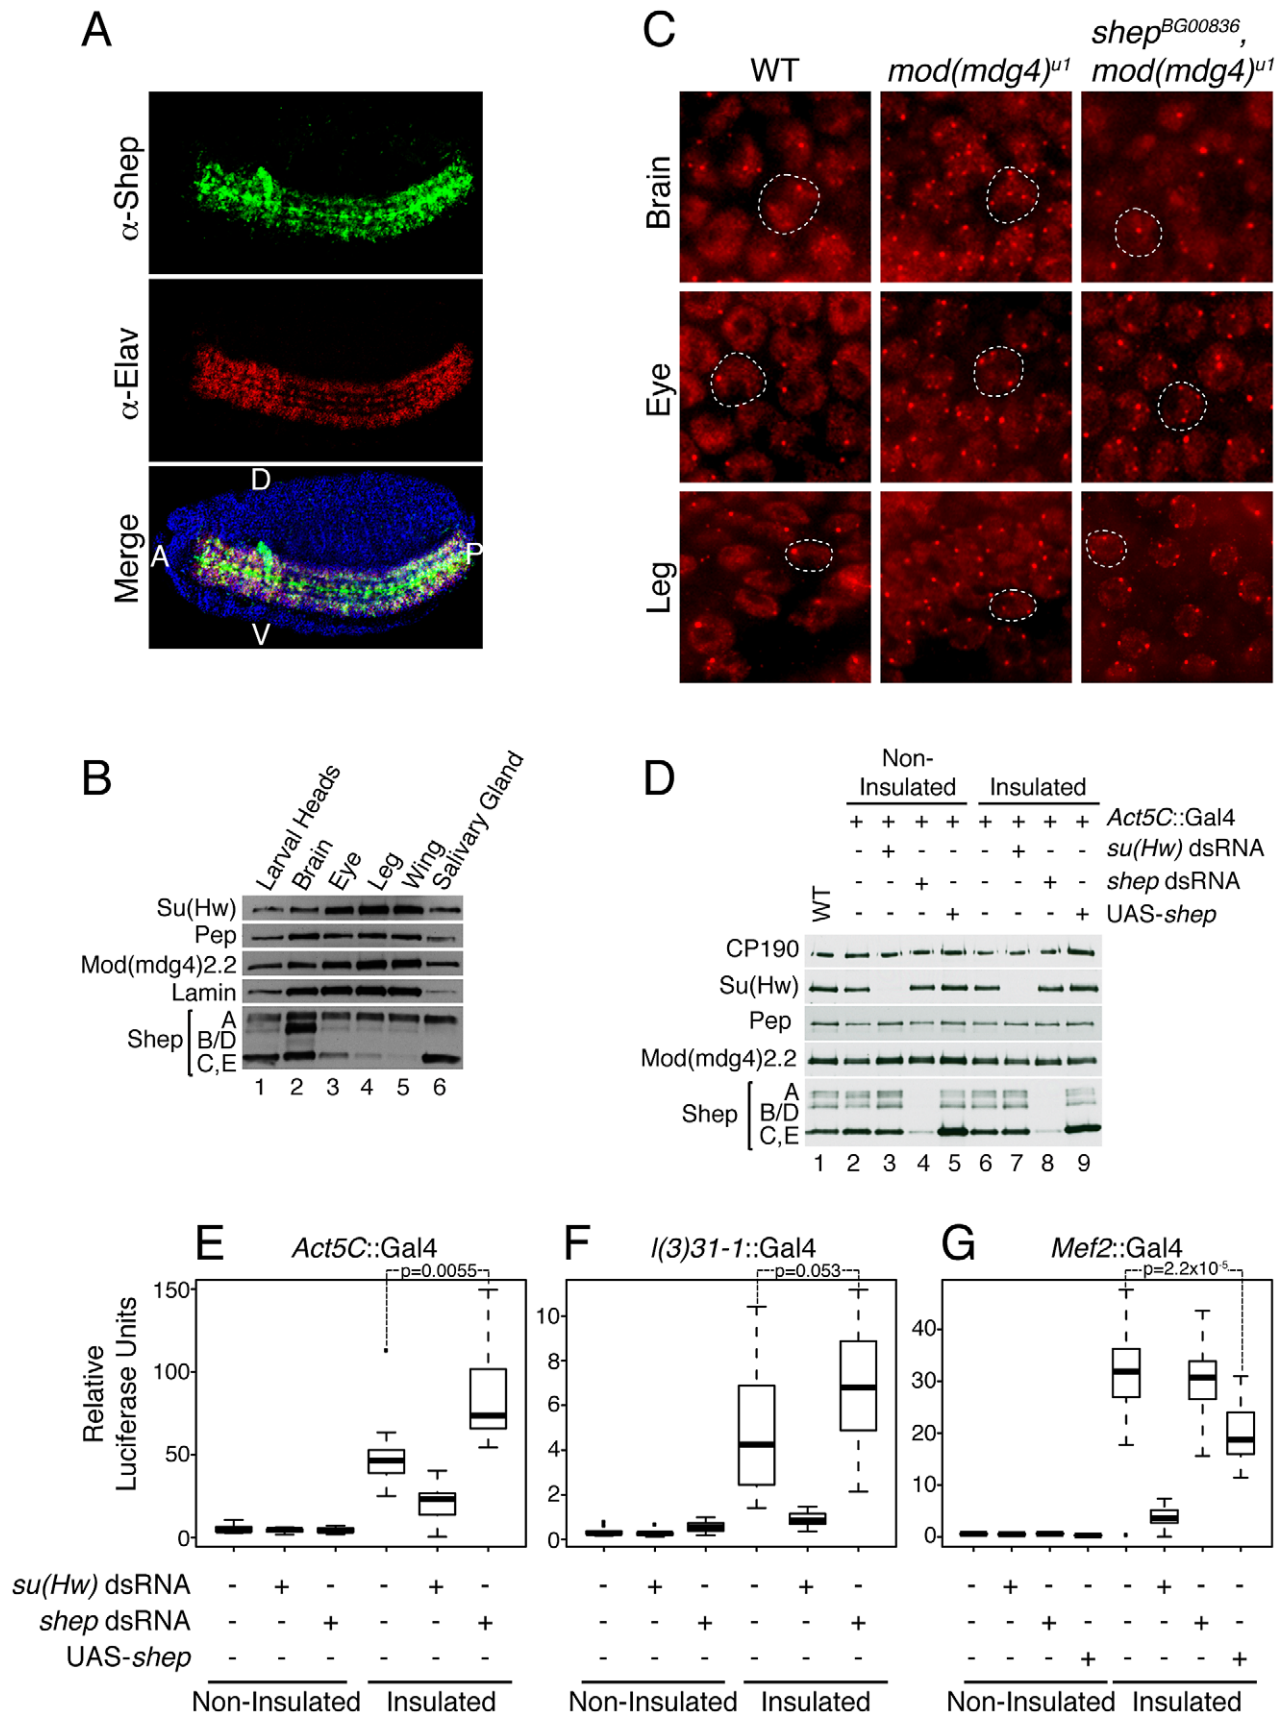 A
α-Shep
α-Elav
Merge
D
A
P
V
C
WT
mod(mdg4)u1
shepBG00836,
mod(mdg4)u1
Brain
Eye
Leg
B
Larval Heads
Brain
Eye
Leg
Wing
Salivary Gland
Su(Hw)
Pep
Mod(mdg4)2.2
Lamin
Shep
A
B/D
C,E
1 2 3 4 5 6
D
Non-
Insulated
Insulated
WT
+ + + + + + + + Act5C::Gal4
- + - - - + - - su(Hw) dsRNA
- - + - - - + - shep dsRNA
- - - + - - - + UAS-shep
CP190
Su(Hw)
Pep
Mod(mdg4)2.2
Shep
A
B/D
C,E
1 2 3 4 5 6 7 8 9
E
Act5C::Gal4
p=0.0055
Relative
Luciferase Units
150
100
50
0
F
l(3)31-1::Gal4
p=0.053
10
8
6
4
2
0
G
Mef2::Gal4
p=2.2x10-5
40
30
20
10
0
su(Hw) dsRNA - + - - + - - + - - + - - + - - - + - -
shep dsRNA - - + - - + - - + - - + - - + - - - + -
UAS-shep - - - - - - - - - - - - - - - + - - - +
Non-Insulated Insulated Non-Insulated Insulated Non-Insulated Insulated